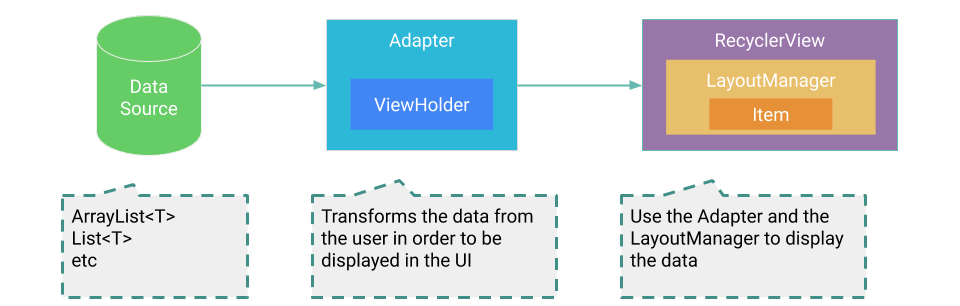 Data
Source
Adapter
ViewHolder
RecyclerView
LayoutManager
Item
ArrayList<T>
List<T>
etc
Transforms the data from
the user in order to be
displayed in the UI
Use the Adapter and the
LayoutManager to display
the data